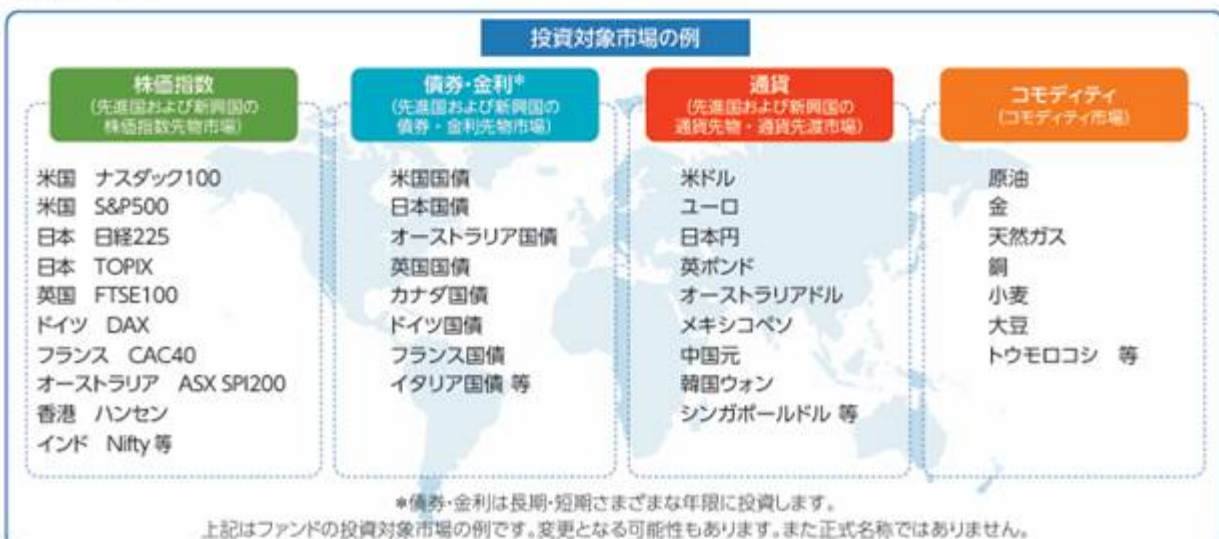 投資対象市場の例
株価指数
(先進国および新興国の
株価指数先物市場)
米国 ナスダック100
米国 S&P500
日本 日経225
日本 TOPIX
英国 FTSE100
ドイツ DAX
フランス CAC40
オーストラリア ASX SPI200
香港 ハンセン
インド Nifty 等
債券・金利*
(先進国および新興国の
債券・金利先物市場)
米国国債
日本国債
オーストラリア国債
英国国債
カナダ国債
ドイツ国債
フランス国債
イタリア国債 等
通貨
(先進国および新興国の
通貨先物・通貨先渡市場)
米ドル
ユーロ
日本円
英ポンド
オーストラリアドル
メキシコペソ
中国元
韓国ウォン
シンガポールドル 等
コモディティ
(コモディティ市場)
原油
金
天然ガス
銅
小麦
大豆
トウモロコシ 等
*債券・金利は長期・短期さまざまな年限に投資します。
上記はファンドの投資対象市場の例です。変更となる可能性もあります。また正式名称ではありません。